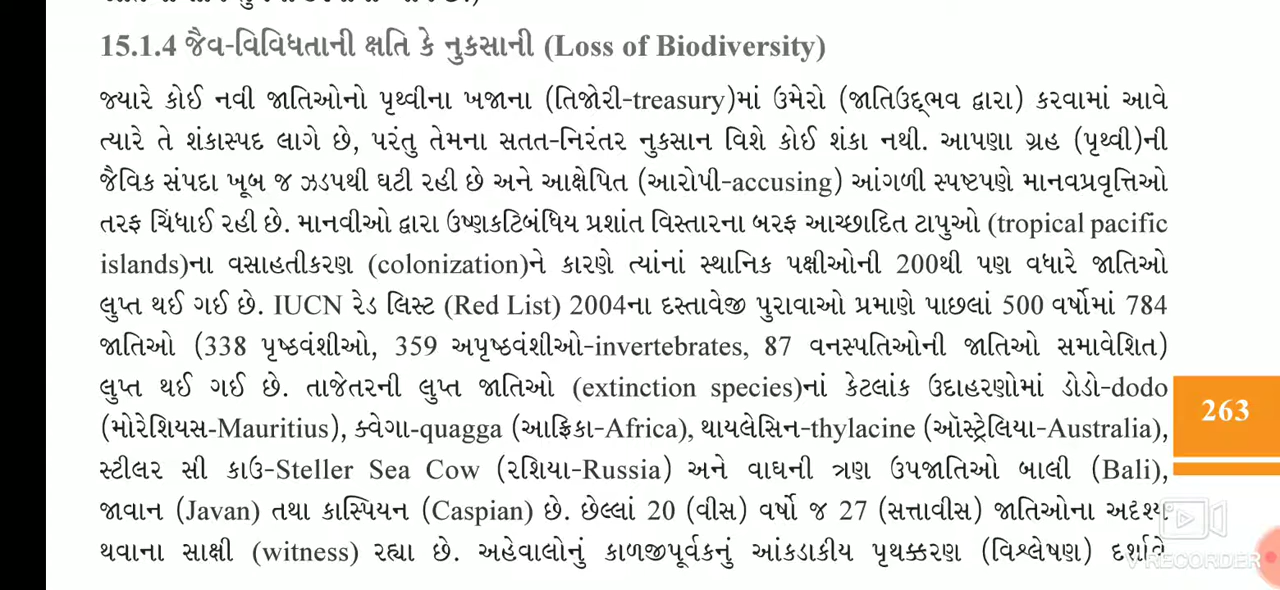 15.1.4 જૈવ-વિવિધતાની ક્ષતિ કે નુકસાની (Loss of Biodiversity)
જ્યારે કોઈ નવી જાતિઓનો પૃથ્વીના ખજાના (તિજોરી-treasury)માં ઉમેરો (જાતિઉદ્ભવ દ્વારા) કરવામાં આવે
ત્યારે તે શંકાસ્પદ લાગે છે, પરંતુ તેમના સતત-નિરંતર નુકસાન વિશે કોઈ શંકા નથી. આપણા ગ્રહ (પૃથ્વી)ની
જૈવિક સંપદા ખૂબ જ ઝડપથી ઘટી રહી છે અને આક્ષેપિત (આરોપી-accusing) આંગળી સ્પષ્ટપણે માનવપ્રવૃત્તિઓ
તરફ ચિંધાઈ રહી છે. માનવીઓ દ્વારા ઉષ્ણકટિબંધિય પ્રશાંત વિસ્તારના બરફ આચ્છાદિત ટાપુઓ (tropical pacific
islands)ના વસાહતીકરણ (colonization)ને કારણે ત્યાંનાં સ્થાનિક પક્ષીઓની 200થી પણ વધારે જાતિઓ
લુપ્ત થઈ ગઈ છે. IUCN રેડ લિસ્ટ (Red List) 2004ના દસ્તાવેજી પુરાવાઓ પ્રમાણે પાછલાં 500 વર્ષોમાં 784
જાતિઓ (338 પૃષ્ઠવંશીઓ, 359 અપૃષ્ઠવંશીઓ-invertebrates, 87 વનસ્પતિઓની જાતિઓ સમાવેશિત)
લુપ્ત થઈ ગઈ છે. તાજેતરની લુપ્ત જાતિઓ (extinction species)નાં કેટલાંક ઉદાહરણોમાં ડોડો-dodo
(મોરેશિયસ-Mauritius), ક્વેગા-quagga (આફ્રિકા-Africa), થાયલેસિન-thylacine (ઑસ્ટ્રેલિયા-Australia),
263
સ્ટીલર સી કાઉ-Steller Sea Cow (રશિયા-Russia) અને વાઘની ત્રણ ઉપજાતિઓ બાલી (Bali),
જાવાન (Javan) તથા કાસ્પિયન (Caspian) છે. છેલ્લાં 20 (વીસ) વર્ષો જ 27 (સત્તાવીસ) જાતિઓના અદૃશ્ય
થવાના સાક્ષી (witness) રહ્યા છે. અહેવાલોનું કાળજીપૂર્વકનું આંકડાકીય પૃથક્કરણ (વિશ્લેષણ) દર્શાવે
V RECORDER